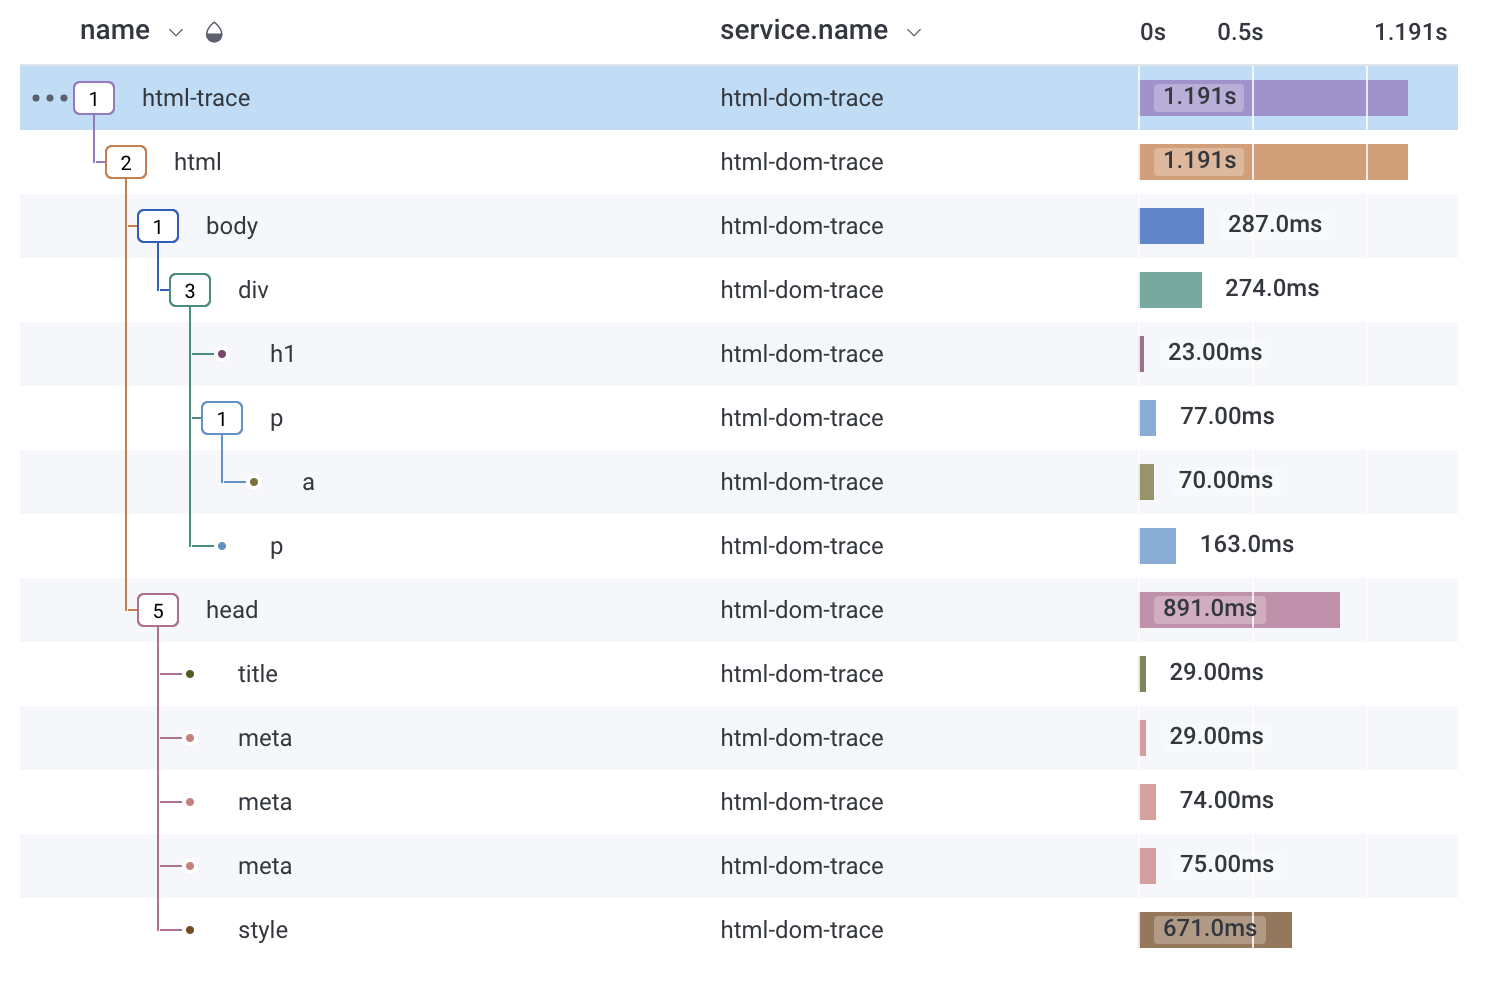 name service.name 0s 0.5s 1.191s
1 html-trace html-dom-trace 1.191s
2 html html-dom-trace 1.191s
1 body html-dom-trace 287.0ms
3 div html-dom-trace 274.0ms
h1 html-dom-trace 23.00ms
1 p html-dom-trace 77.00ms
a html-dom-trace 70.00ms
p html-dom-trace 163.0ms
5 head html-dom-trace 891.0ms
title html-dom-trace 29.00ms
meta html-dom-trace 29.00ms
meta html-dom-trace 74.00ms
meta html-dom-trace 75.00ms
style html-dom-trace 671.0ms